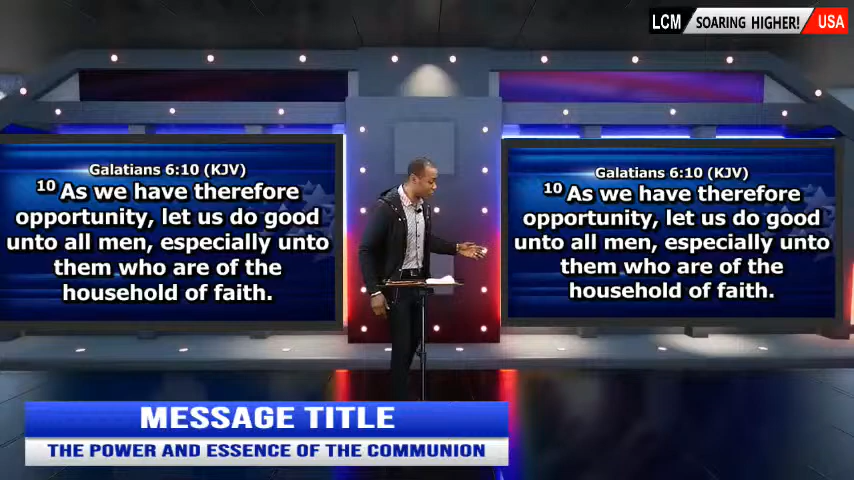 LCM SOARING HIGHER! USA
Galatians 6:10 (KJV)
10 As we have therefore
opportunity, let us do good
unto all men, especially unto
them who are of the
household of faith.
Galatians 6:10 (KJV)
10 As we have therefore
opportunity, let us do good
unto all men, especially unto
them who are of the
household of faith.
MESSAGE TITLE
THE POWER AND ESSENCE OF THE COMMUNION